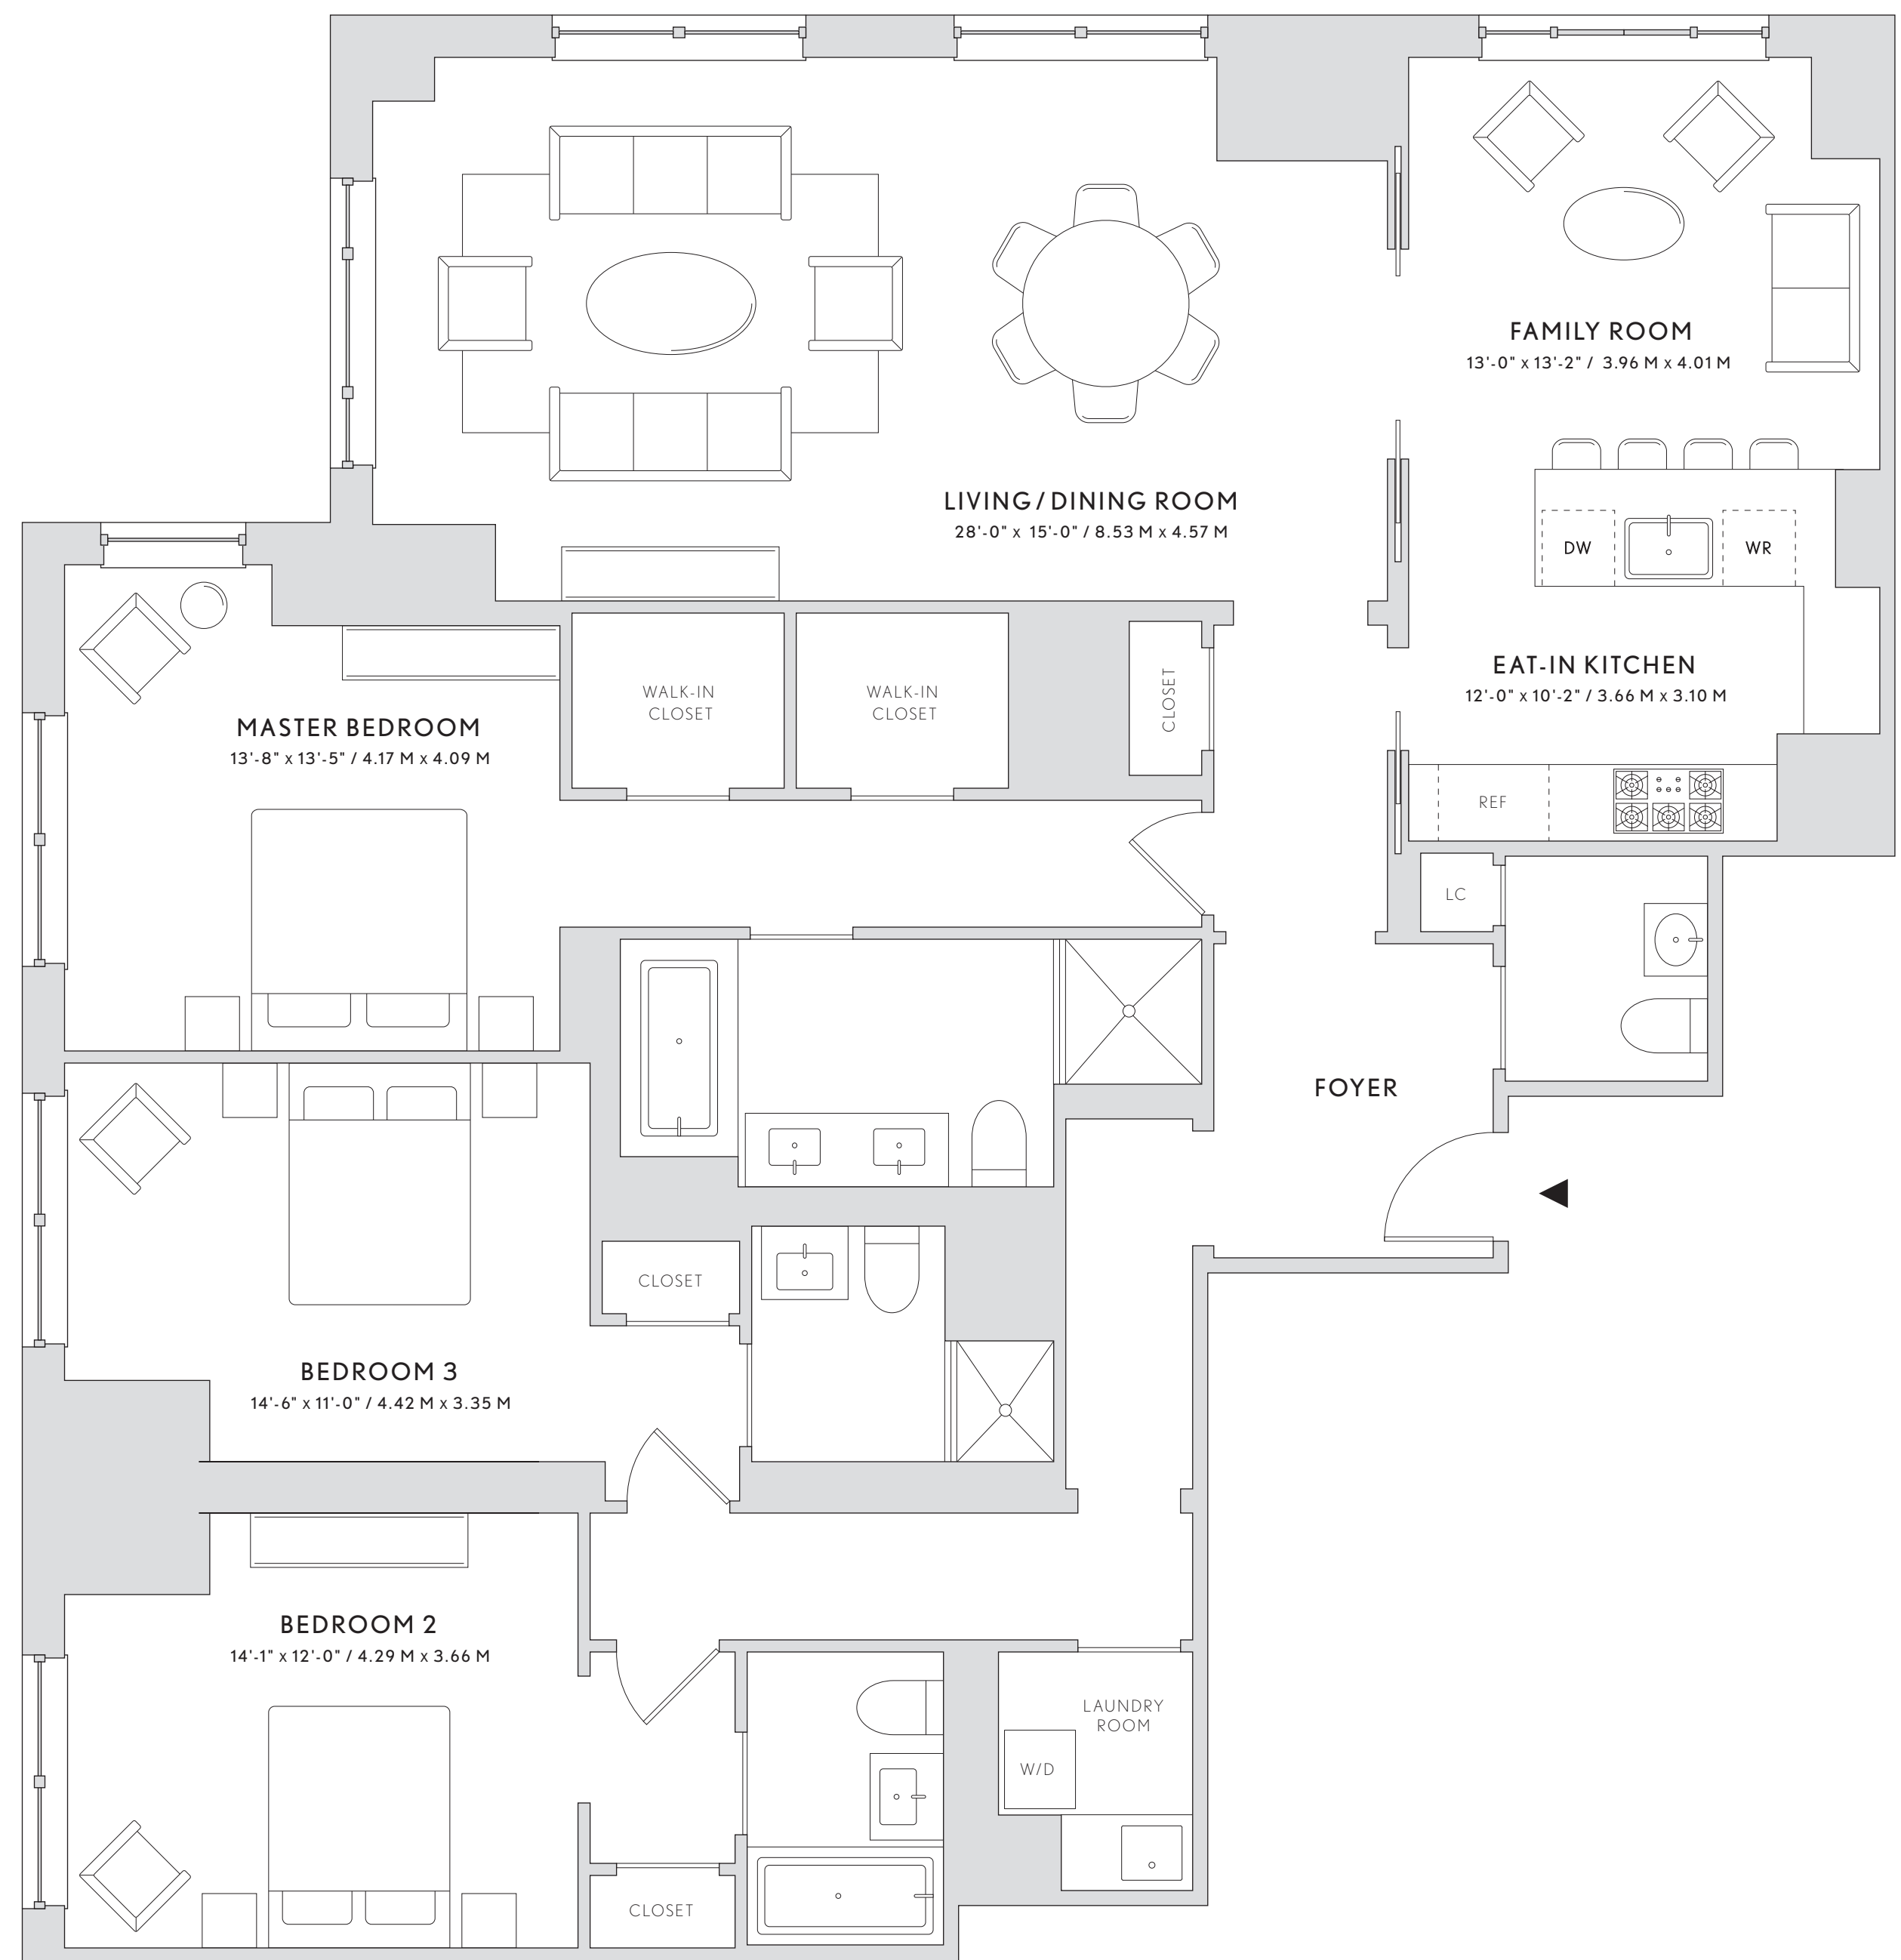 FAMILY ROOM
13'-0" x 13'-2" / 3.96 M x 4.01 M
LIVING/DINING ROOM
28'-0" x 15'-0" / 8.53 M x 4.57 M
DW
WR
EAT-IN KITCHEN
12'-0" x 10'-2" / 3.66 M x 3.10 M
WALK-IN
CLOSET
WALK-IN
CLOSET
CLOSET
MASTER BEDROOM
13'-8" x 13'-5" / 4.17 M x 4.09 M
REF
LC
FOYER
CLOSET
BEDROOM 3
14'-6" x 11'-0" / 4.42 M x 3.35 M
BEDROOM 2
14'-1" x 12'-0" / 4.29 M x 3.66 M
LAUNDRY
ROOM
W/D
CLOSET